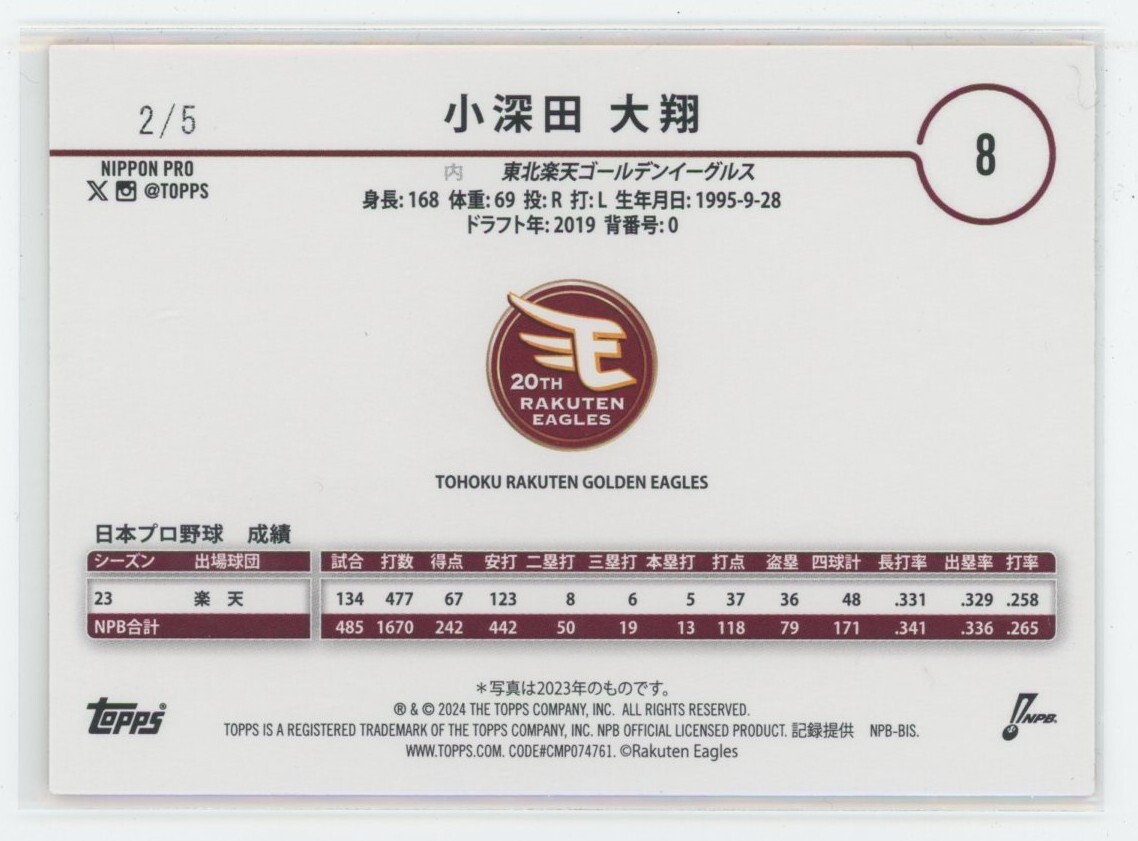 2/5
小深田 大翔
8
NIPPON PRO
@TOPPS
内 東北楽天ゴールデンイーグルス
身長: 168 体重: 69 投: R 打: L 生年月日: 1995-9-28
ドラフト年: 2019 背番号: 0
20TH
RAKUTEN
EAGLES
TOHOKU RAKUTEN GOLDEN EAGLES
日本プロ野球 成績
シーズン 出場球団 試合 打数 得点 安打 二塁打 三塁打 本塁打 打点 盗塁 四球計 長打率 出塁率 打率
23 楽 天 134 477 67 123 8 6 5 37 36 48 .331 .329 .258
NPB合計 485 1670 242 442 50 19 13 118 79 171 .341 .336 .265
＊写真は2023年のものです。
® & © 2024 THE TOPPS COMPANY, INC. ALL RIGHTS RESERVED.
TOPPS IS A REGISTERED TRADEMARK OF THE TOPPS COMPANY, INC. NPB OFFICIAL LICENSED PRODUCT. 記録提供 NPB-BIS.
WWW.TOPPS.COM. CODE#CMP074761. ©Rakuten Eagles
topps®
NPB.